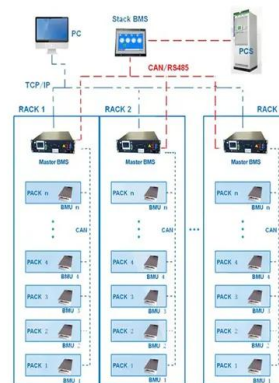 Stack BMS
PC
PCS
CAN/RS485
TCP/IP
RACK 1
RACK 2
RACK
Master BMS
Master BMS
Master BMS
PACK n
PACK n
PACK n
BMU n
BMU n
BMU n
CAN
CAN
CAN
PACK 4
PACK 4
PACK 4
BMU 4
BMU 4
BMU 4
PACK 3
PACK 3
PACK 3
BMU 3
BMU 3
BMU 3
PACK 2
PACK 2
PACK 2
BMU
BMU
BMU
PACK 1
PACK 1
PACK 1
BMU 1
BMU 1
BMU 1